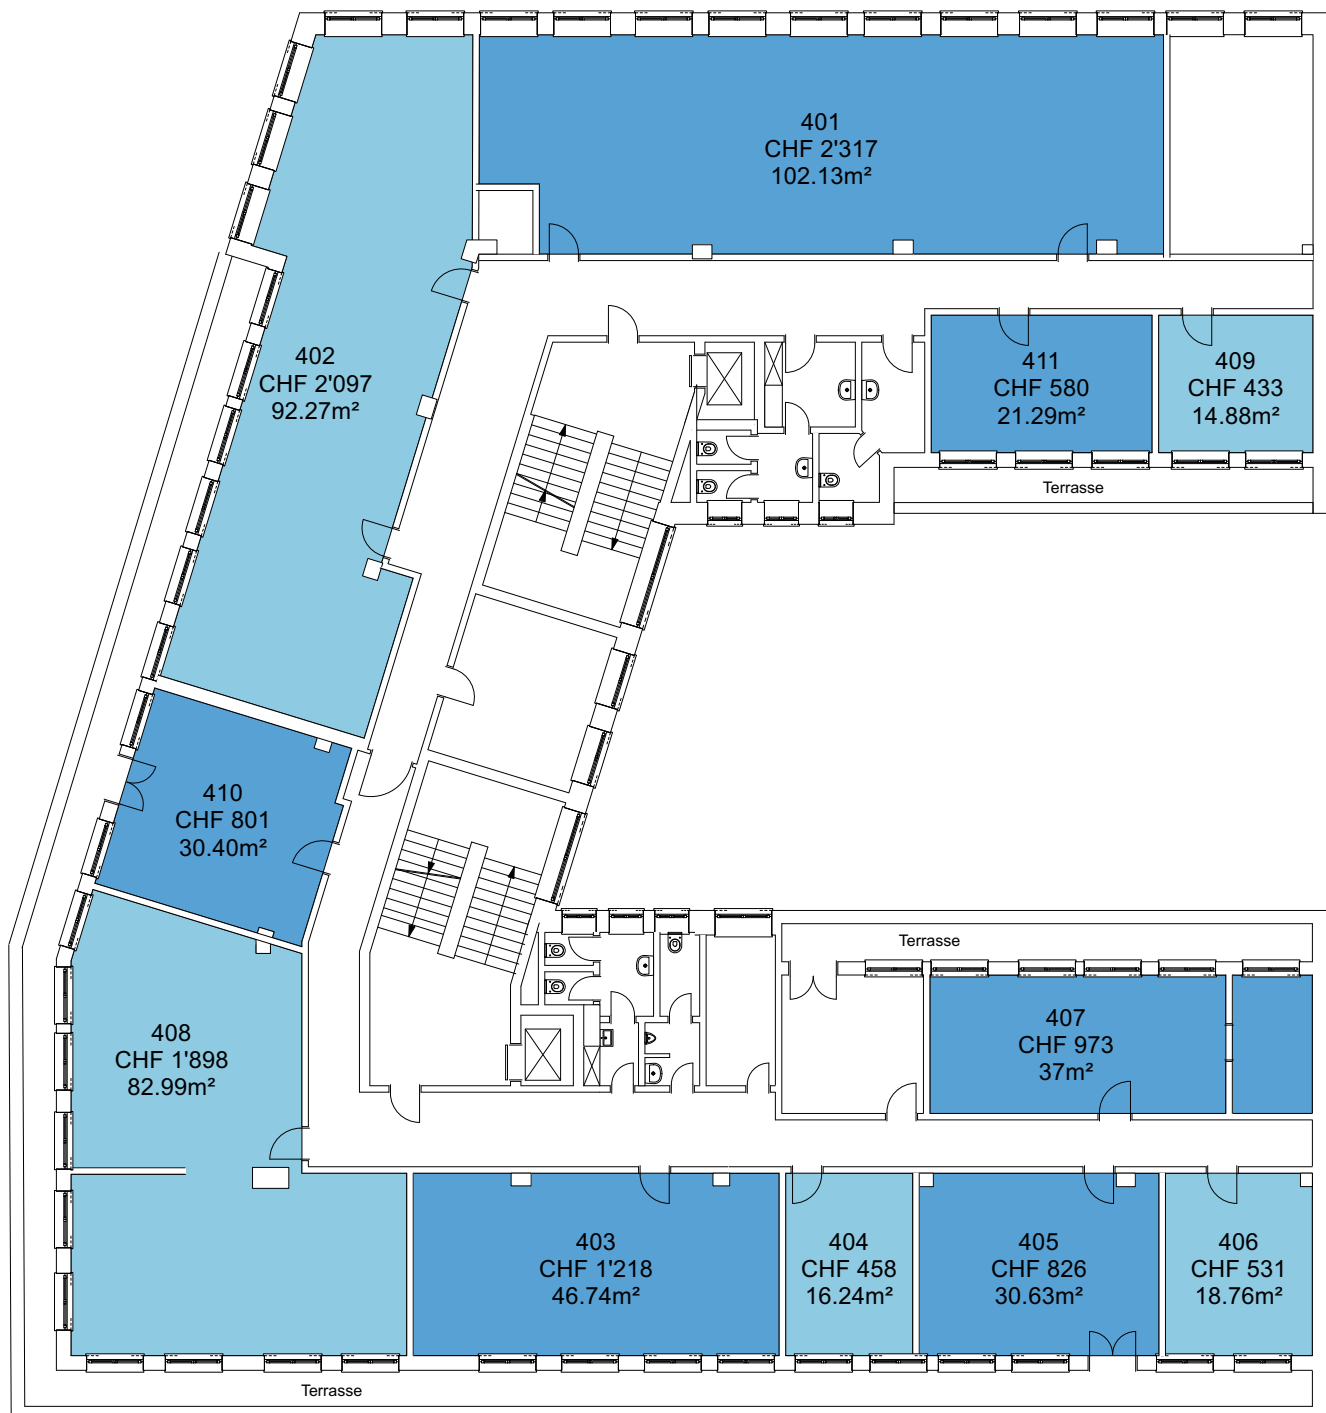 401
CHF 2'317
102.13m²
402
CHF 2'097
92.27m²
411
CHF 580
21.29m²
409
CHF 433
14.88m²
Terrasse
410
CHF 801
30.40m²
Terrasse
408
CHF 1'898
82.99m²
407
CHF 973
37m²
403
CHF 1'218
46.74m²
404
CHF 458
16.24m²
405
CHF 826
30.63m²
406
CHF 531
18.76m²
Terrasse